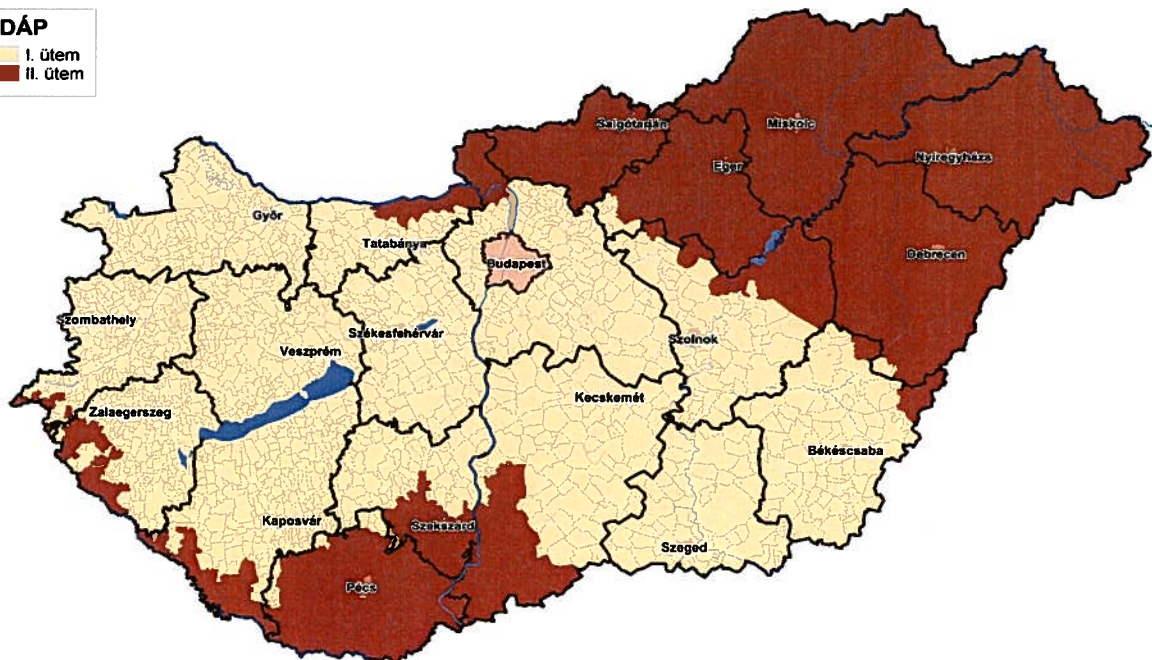 DÁP
I. ütem
II. ütem
Salgótarján
Miskolc
Eger
Nyíregyháza
Győr
Tatabánya
Budapest
Debrecen
Szombathely
Székesfehérvár
Veszprém
Szolnok
Zalaegerszeg
Kecskemét
Békéscsaba
Kaposvár
Szekszárd
Szeged
Pécs